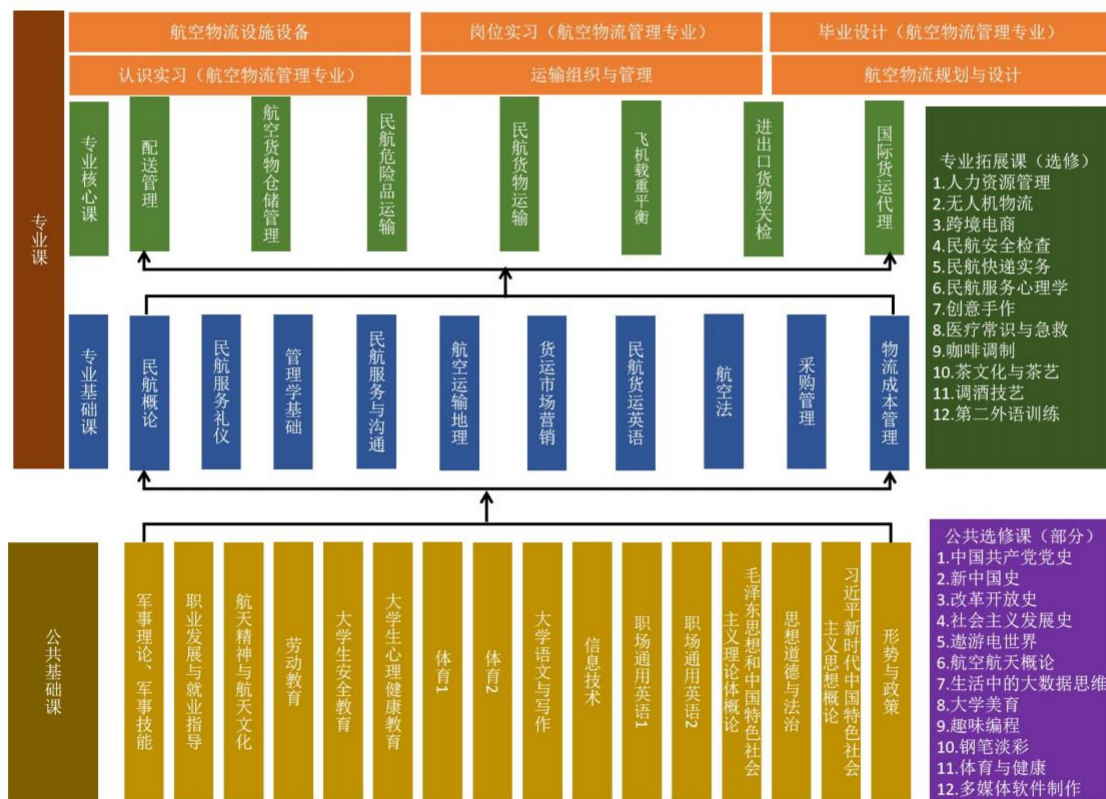 航空物流设施设备
岗位实习（航空物流管理专业）
毕业设计（航空物流管理专业）
认识实习（航空物流管理专业）
运输组织与管理
航空物流规划与设计
专业课
专业核心课
配送管理
航空货物仓储管理
民航危险品运输
民航货物运输
飞机载重平衡
进出口货物关检
国际货运代理
专业拓展课（选修）
1.人力资源管理
2.无人机物流
3.跨境电商
4.民航安全检查
5.民航快递实务
6.民航服务心理学
7.创意手作
8.医疗常识与急救
9.咖啡调制
10.茶文化与茶艺
11.调酒技艺
12.第二外语训练
专业基础课
民航概论
民航服务礼仪
管理学基础
民航服务与沟通
航空运输地理
货运市场营销
民航货运英语
航空法
采购管理
物流成本管理
公共基础课
军事理论、军事技能
职业发展与就业指导
航天精神与航天文化
劳动教育
大学生安全教育
大学生心理健康教育
体育1
体育2
大学语文与写作
信息技术
职场通用英语1
职场通用英语2
毛泽东思想和中国特色社会
主义理论体概论
思想道德与法治
习近平新时代中国特色社会
主义思想概论
形势与政策
公共选修课（部分）
1.中国共产党党史
2.新中国史
3.改革开放史
4.社会主义发展史
5.遨游电世界
6.航空航天概论
7.生活中的大数据思维
8.大学美育
9.趣味编程
10.钢笔淡彩
11.体育与健康
12.多媒体软件制作